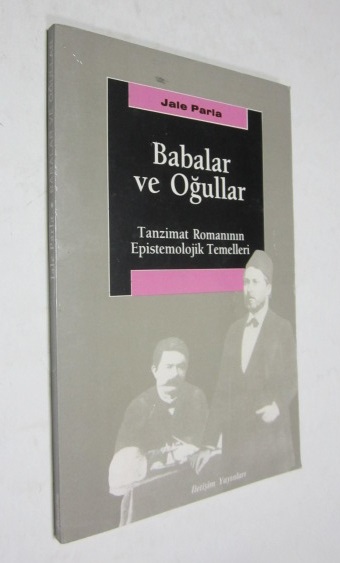 Jale Parla
Babalar
ve Oğullar
Tanzimat Romanının
Epistemolojik Temelleri
İletişim Yayınları